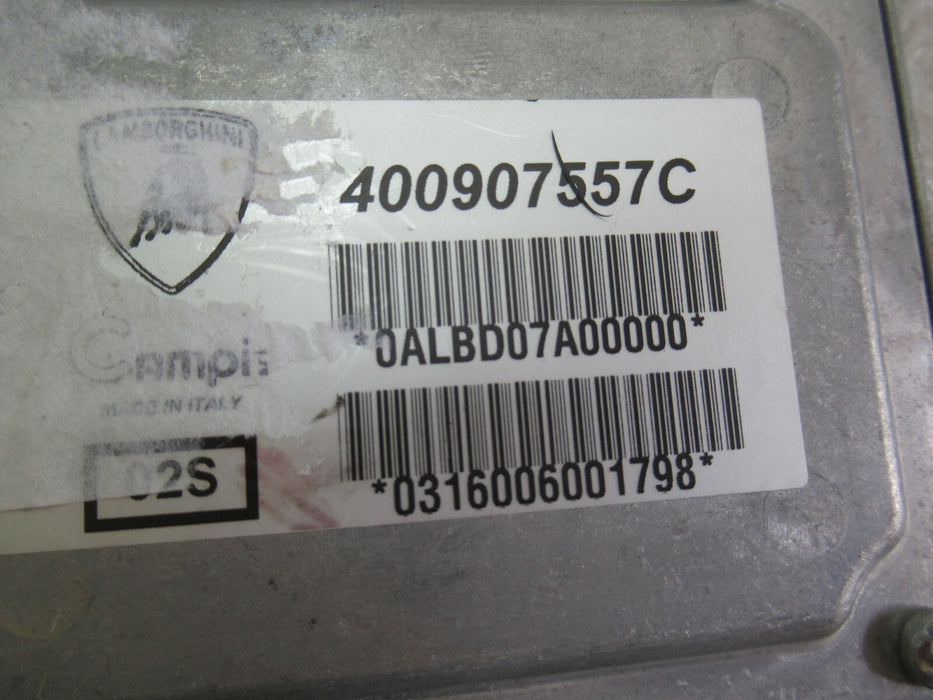 LAMBORGHINI
400907557C
*0ALBD07A00000*
MADE IN ITALY
*0316006001798*